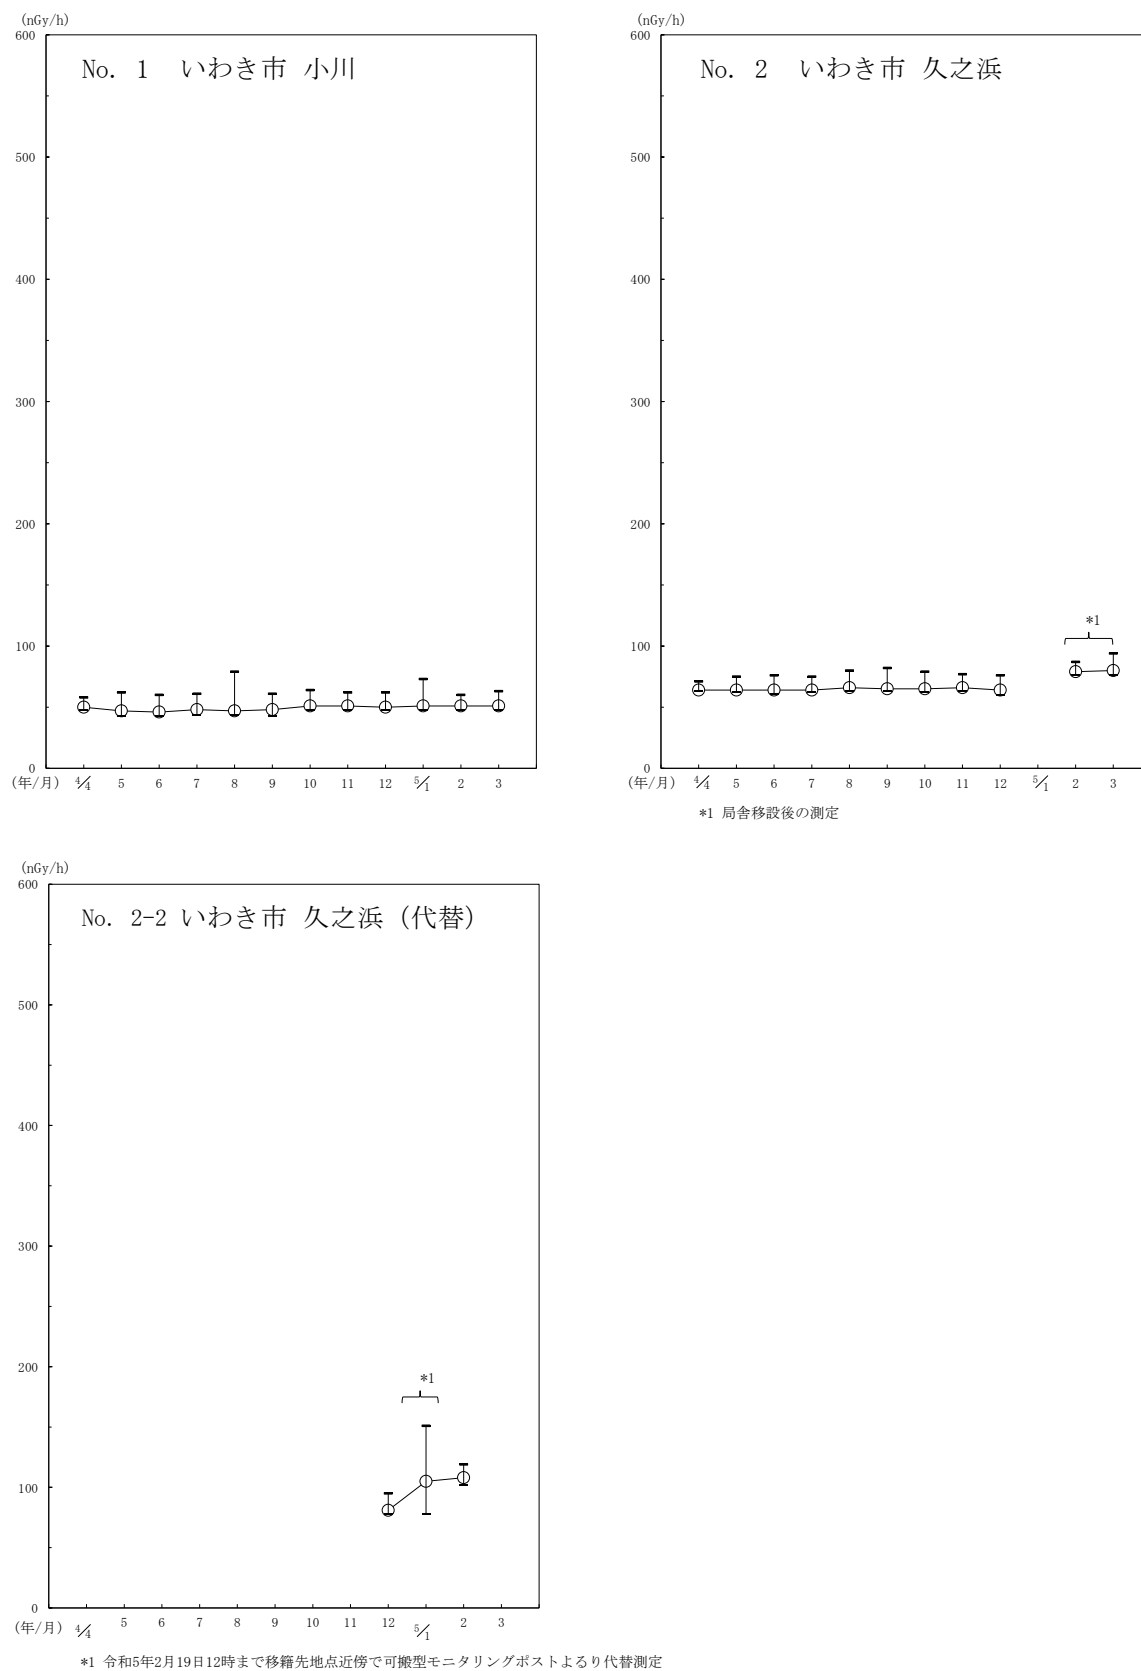 (nGy/h)
600
No. 1 いわき市 小川
500
400
300
200
100
0
(年/月) 4/4 5 6 7 8 9 10 11 12 5/1 2 3
(nGy/h)
600
No. 2 いわき市 久之浜
500
400
300
200
*1
100
0
(年/月) 4/4 5 6 7 8 9 10 11 12 5/1 2 3
*1 局舎移設後の測定
(nGy/h)
600
No. 2-2 いわき市 久之浜（代替）
500
400
300
200
*1
100
0
(年/月) 4/4 5 6 7 8 9 10 11 12 5/1 2 3
*1 令和5年2月19日12時まで移籍先地点近傍で可搬型モニタリングポストよるり代替測定